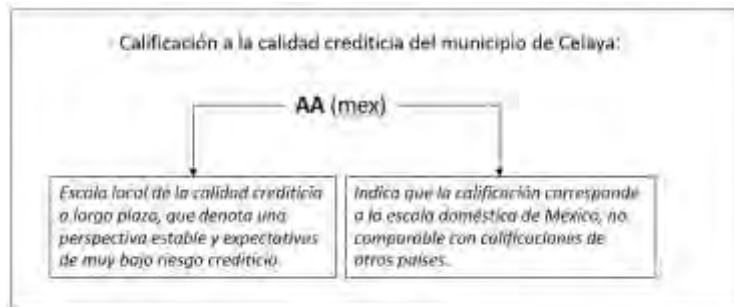 Calificación a la calidad crediticia del municipio de Celaya:
AA (mex)
Escala local de la calidad crediticia
a largo plazo, que denota una
perspectiva estable y expectativas
de muy bajo riesgo crediticio.
Indica que la calificación corresponde
a la escala doméstica de México, no
comparable con calificaciones de
otros países.